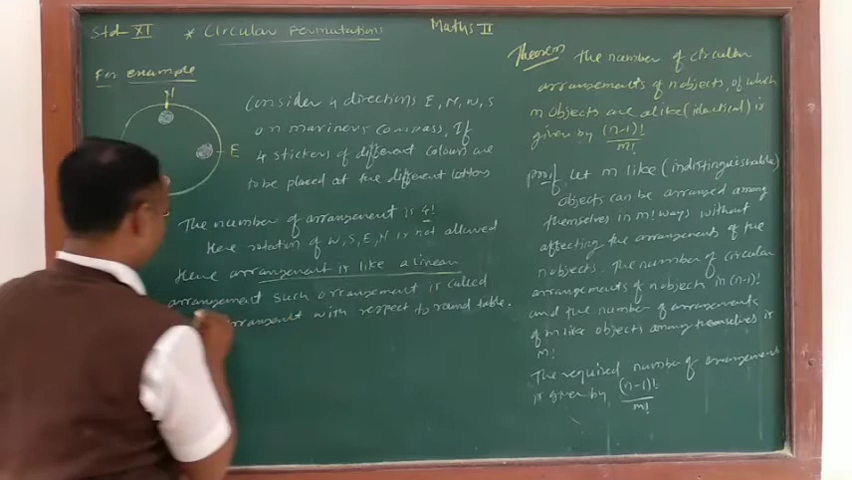 Std XI * Circular Permutations Maths II
For example
N
E
Consider 4 directions E, N, W, S
on mariners compass, If
4 stickers of different colours are
to be placed at the different letters
The number of arrangement is 4!
Here rotation of W, S, E, N is not allowed
Hence arrangement is like a linear
arrangement such arrangement is called
arrangement with respect to round table.
Theorem The number of circular
arrangements of n objects, of which
m objects are alike (identical) is
given by (n-1)!/m!
proof Let m like (indistinguishable)
objects can be arranged among
themselves in m! ways without
affecting the arrangements of the
n objects. The number of circular
arrangements of n objects in (n-1)!
and the number of arrangements
of m like objects among themselves is
m!
The required number of arrangement
is given by (n-1)!/m!